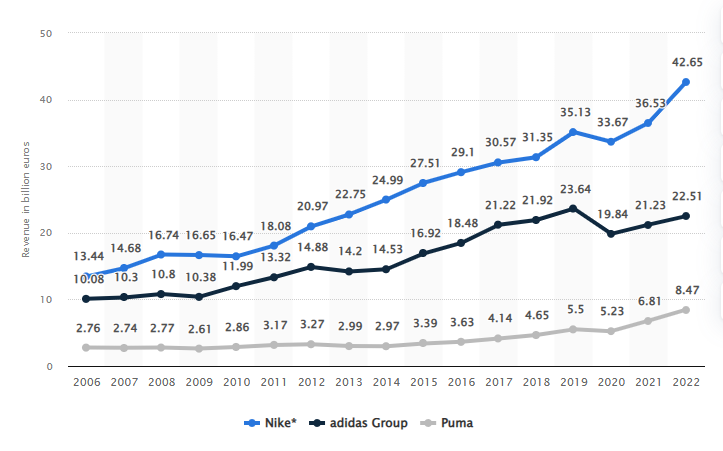 Revenue in billion euros
50
40
30
20
10
0
13.44 14.68 16.74 16.65 16.47 18.08 20.97 22.75 24.99 27.51 29.1 30.57 31.35 35.13 33.67 36.53 42.65
10.08 10.3 10.8 10.38 11.99 13.32 14.88 14.2 14.53 16.92 18.48 21.22 21.92 23.64 19.84 21.23 22.51
2.76 2.74 2.77 2.61 2.86 3.17 3.27 2.99 2.97 3.39 3.63 4.14 4.65 5.5 5.23 6.81 8.47
2006 2007 2008 2009 2010 2011 2012 2013 2014 2015 2016 2017 2018 2019 2020 2021 2022
Nike* adidas Group Puma